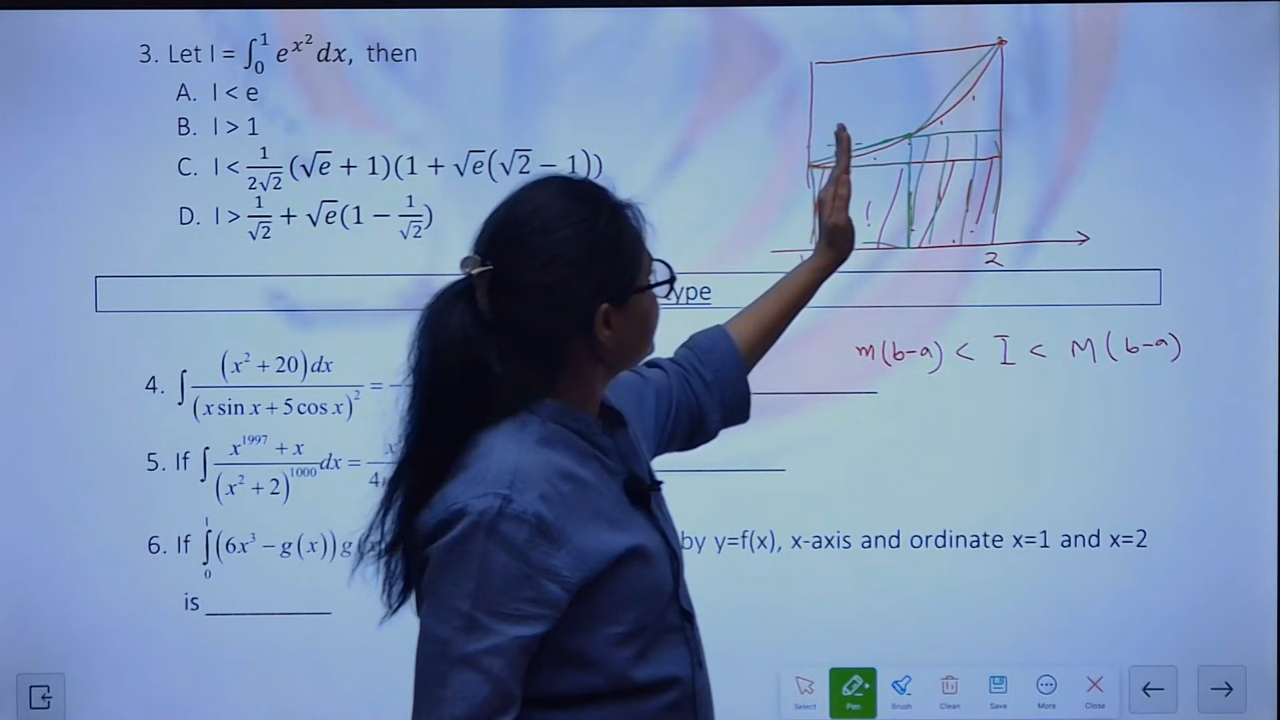 3. Let I = ∫₀¹ e^{x²} dx, then
A. I < e
B. I > 1
C. I < 1/(2√2) (√e + 1)(1 + √e(√2 − 1))
D. I > 1/√2 + √e(1 − 1/√2)
2
ype
m(b-a) < I < M(b-a)
4. ∫ (x² + 20)dx / (x sin x + 5 cos x)² =
5. If ∫ (x^{1997} + x) / (x² + 2)^{1000} dx =
6. If ∫₀¹ (6x³ − g(x)) g by y=f(x), x-axis and ordinate x=1 and x=2
is __________
Select Pen Brush Clean Save More Close